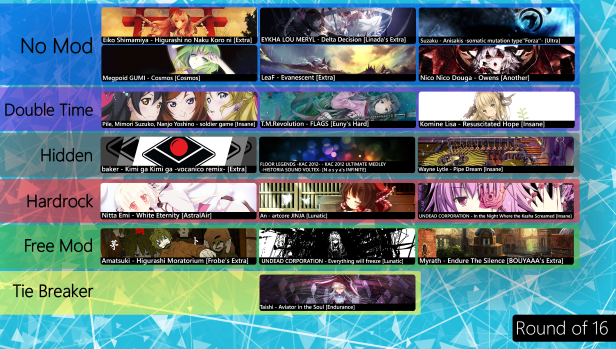 No Mod
Eiko Shimamiya - Higurashi no Naku Koro ni [Extra]
EYKHA LOU MERYL - Delta Decision [Linada's Extra]
Suzaku - Anisakis -somatic mutation type"Forza"- [Ultra]
Megpoid GUMI - Cosmos [Cosmos]
Leaf - Evanescent [Extra]
Nico Nico Douga - Owens [Another]
Double Time
Pile, Mimori Suzuko, Nanjo Yoshino - soldier game [Insane]
T.M.Revolution - FLAGS [Euny's Hard]
Komine Lisa - Resuscitated Hope [Insane]
Hidden
baker - Kimi ga Kimi ga -vocanico remix- [Extra]
FLOOR LEGENDS -KAC 2012- - KAC 2012 ULTIMATE MEDLEY
-HISTORIA SOUND VOLTEX- [N a y a's INFINITE]
Wayne Lytle - Pipe Dream [Insane]
Hardrock
Nitta Emi - White Eternity [AstralAir]
An - artcore JINJA [Lunatic]
UNDEAD CORPORATION - In the Night Where the Kasha Screamed [Insane]
Free Mod
Amatsuki - Higurashi Moratorium [Frobe's Extra]
UNDEAD CORPORATION - Everything will freeze [Lunatic]
Myrath - Endure The Silence [BOUYAAA's Extra]
Tie Breaker
Taishi - Aviator in the Soul [Endurance]
Round of 16